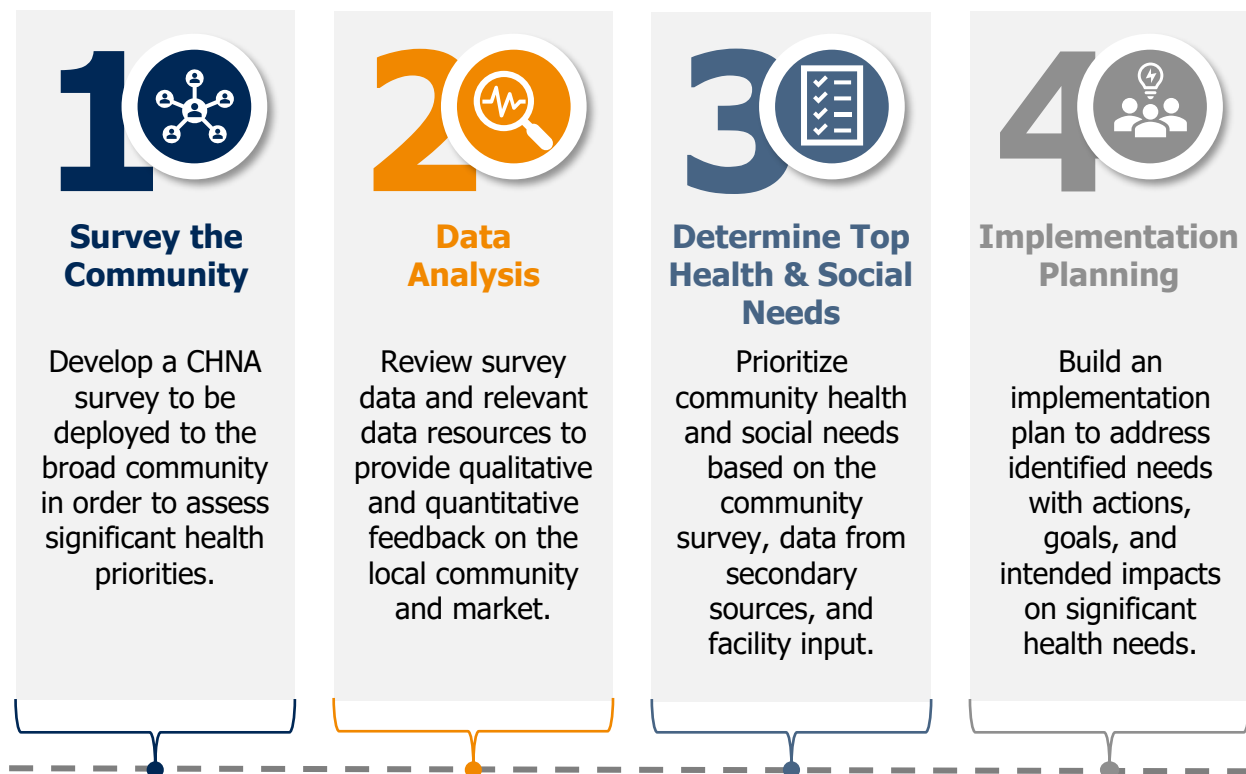 1
Survey the
Community
Develop a CHNA
survey to be
deployed to the
broad community
in order to assess
significant health
priorities.
2
Data
Analysis
Review survey
data and relevant
data resources to
provide qualitative
and quantitative
feedback on the
local community
and market.
3
Determine Top
Health & Social
Needs
Prioritize
community health
and social needs
based on the
community
survey, data from
secondary
sources, and
facility input.
4
Implementation
Planning
Build an
implementation
plan to address
identified needs
with actions,
goals, and
intended impacts
on significant
health needs.